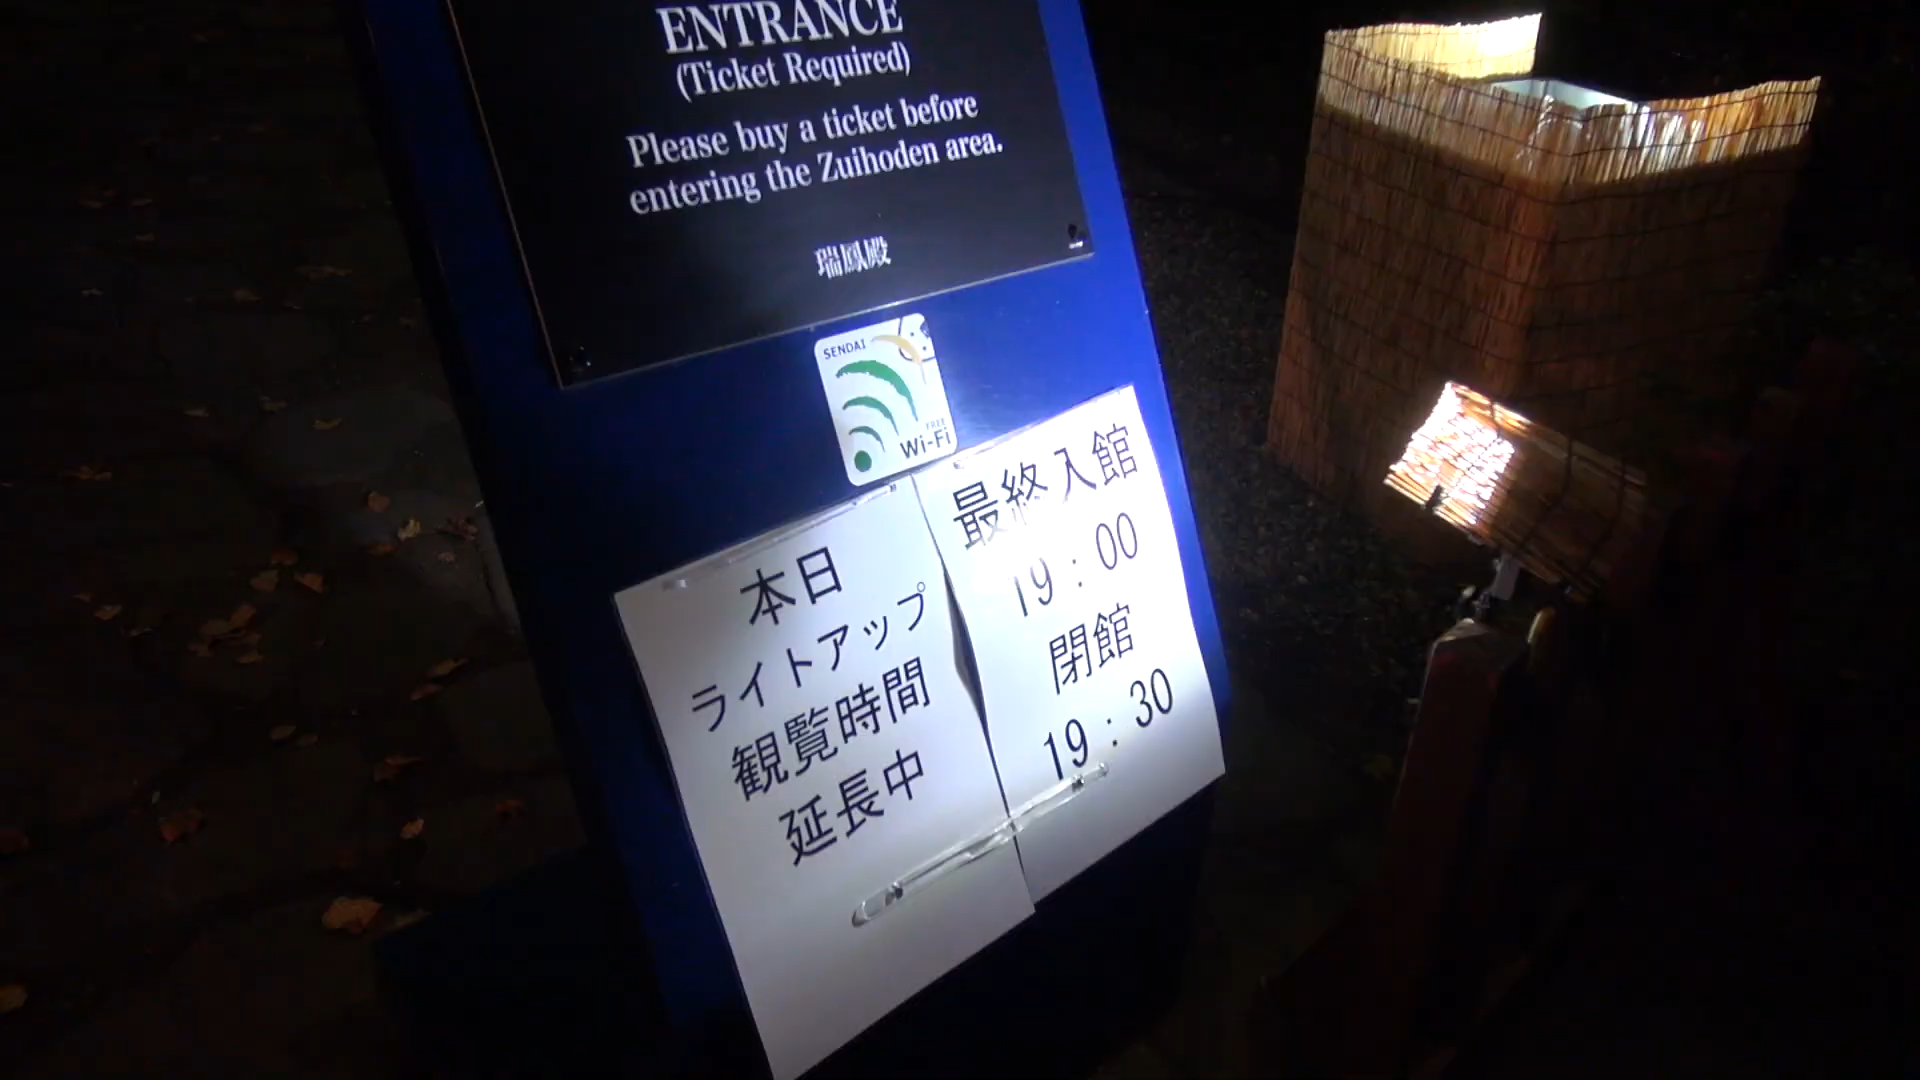 ENTRANCE
(Ticket Required)
Please buy a ticket before
entering the Zuihoden area.
瑞鳳殿
SENDAI
FREE
Wi-Fi
本日
ライトアップ
観覧時間
延長中
最終入館
19:00
閉館
19:30